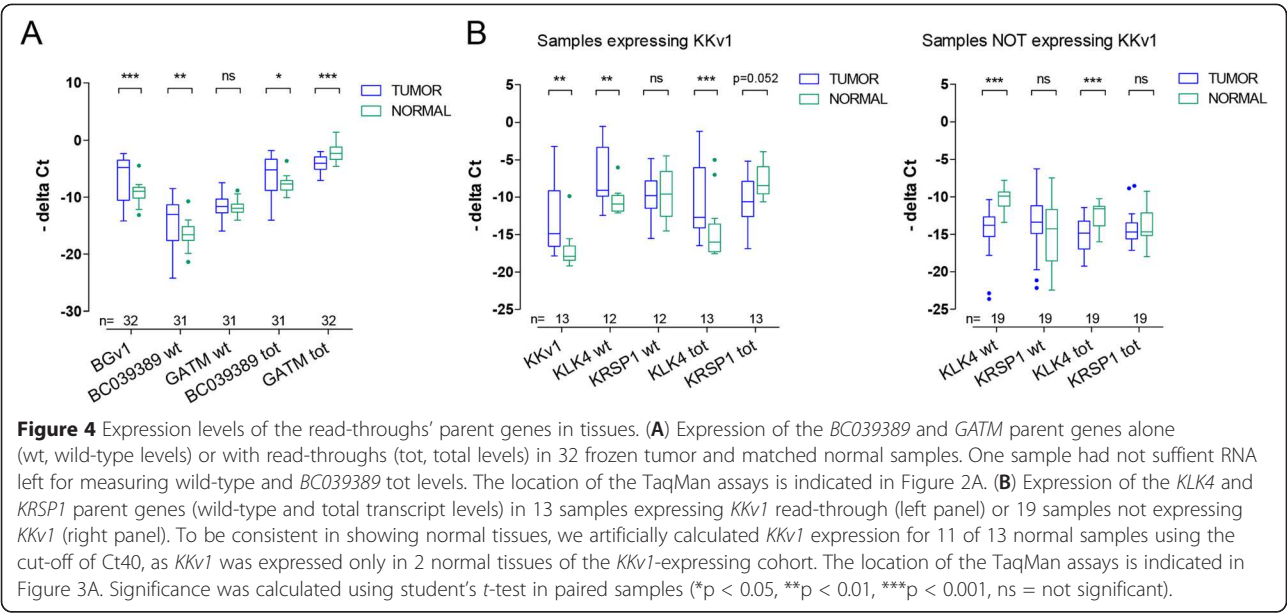 A
*** ** ns * ***
TUMOR
NORMAL
10
0
-10
-20
-30
- delta Ct
n= 32 31 31 31 32
BGv1
BC039389 wt
GATM wt
BC039389 tot
GATM tot
B
Samples expressing KKv1
** ** ns *** p=0.052
TUMOR
NORMAL
5
0
-5
-10
-15
-20
-25
- delta Ct
n= 13 12 12 13 13
KKv1
KLK4 wt
KRSP1 wt
KLK4 tot
KRSP1 tot
Samples NOT expressing KKv1
*** ns *** ns
TUMOR
NORMAL
5
0
-5
-10
-15
-20
-25
- delta Ct
n= 19 19 19 19
KLK4 wt
KRSP1 wt
KLK4 tot
KRSP1 tot
Figure 4 Expression levels of the read-throughs' parent genes in tissues. (A) Expression of the BC039389 and GATM parent genes alone
(wt, wild-type levels) or with read-throughs (tot, total levels) in 32 frozen tumor and matched normal samples. One sample had not suffient RNA
left for measuring wild-type and BC039389 tot levels. The location of the TaqMan assays is indicated in Figure 2A. (B) Expression of the KLK4 and
KRSP1 parent genes (wild-type and total transcript levels) in 13 samples expressing KKv1 read-through (left panel) or 19 samples not expressing
KKv1 (right panel). To be consistent in showing normal tissues, we artificially calculated KKv1 expression for 11 of 13 normal samples using the
cut-off of Ct40, as KKv1 was expressed only in 2 normal tissues of the KKv1-expressing cohort. The location of the TaqMan assays is indicated in
Figure 3A. Significance was calculated using student's t-test in paired samples (*p < 0.05, **p < 0.01, ***p < 0.001, ns = not significant).